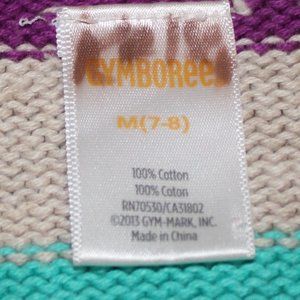 GYMBOREE
M(7-8)
100% Cotton
100% Coton
RN70530/CA31802
©2013 GYM-MARK, INC.
Made in China